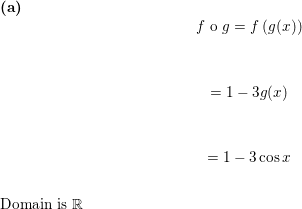 (a)
f o g = f (g(x))
= 1 − 3g(x)
= 1 − 3 cos x
Domain is ℝ